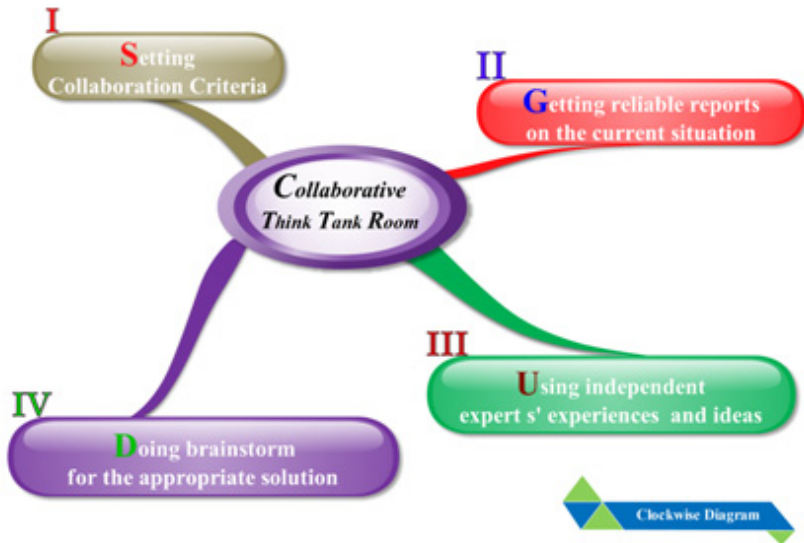 I
Setting
Collaboration Criteria
II
Getting reliable reports
on the current situation
Collaborative
Think Tank Room
III
Using independent
expert s' experiences and ideas
IV
Doing brainstorm
for the appropriate solution
Clockwise Diagram